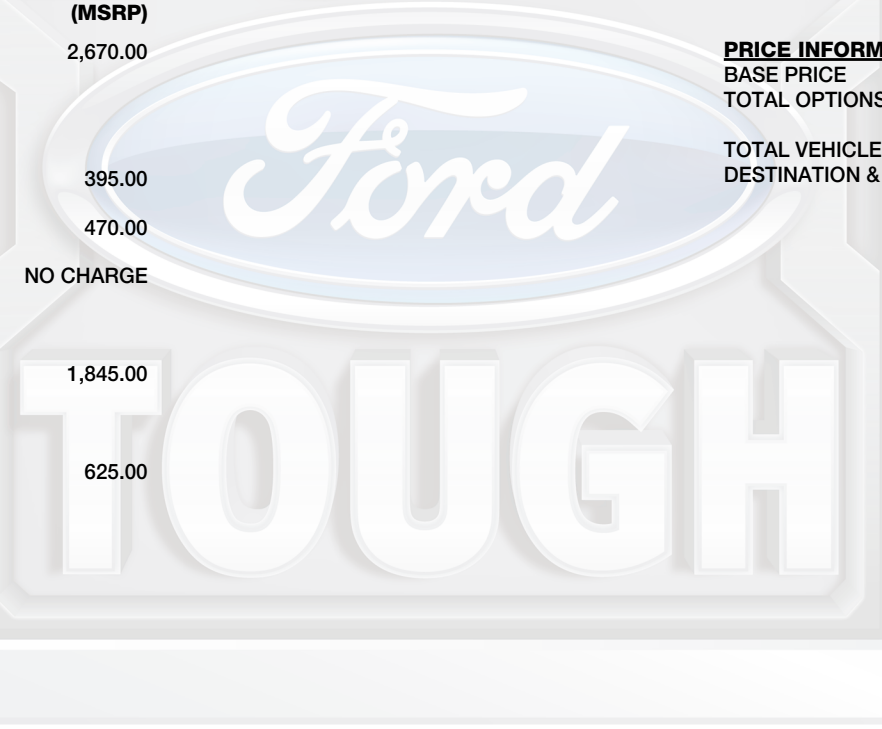 (MSRP)
2,670.00
395.00
470.00
NO CHARGE
1,845.00
625.00
PRICE INFORM
BASE PRICE
TOTAL OPTIONS
TOTAL VEHICLE
DESTINATION &
Ford
TOUGH